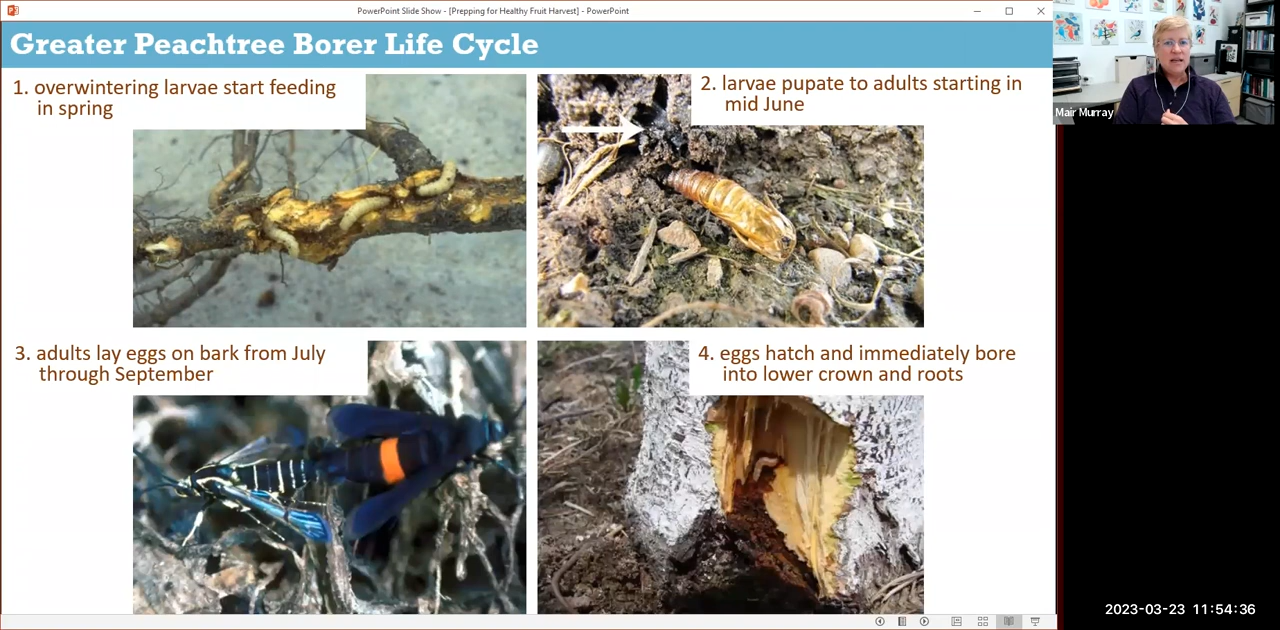 PowerPoint Slide Show - [Prepping for Healthy Fruit Harvest] - PowerPoint
Greater Peachtree Borer Life Cycle
1. overwintering larvae start feeding
in spring
2. larvae pupate to adults starting in
mid June
3. adults lay eggs on bark from July
through September
4. eggs hatch and immediately bore
into lower crown and roots
Mair Murray
2023-03-23 11:54:36